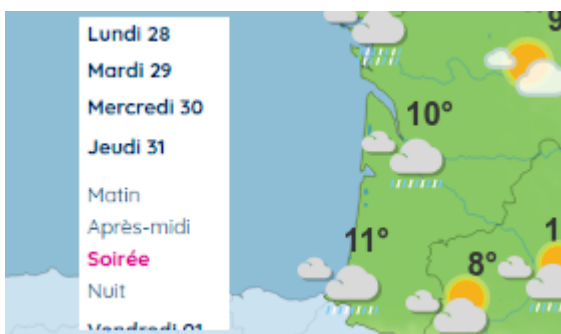 Lundi 28
Mardi 29
Mercredi 30
Jeudi 31
Matin
Après-midi
Soirée
Nuit
Vendredi 01
10°
11°
8°